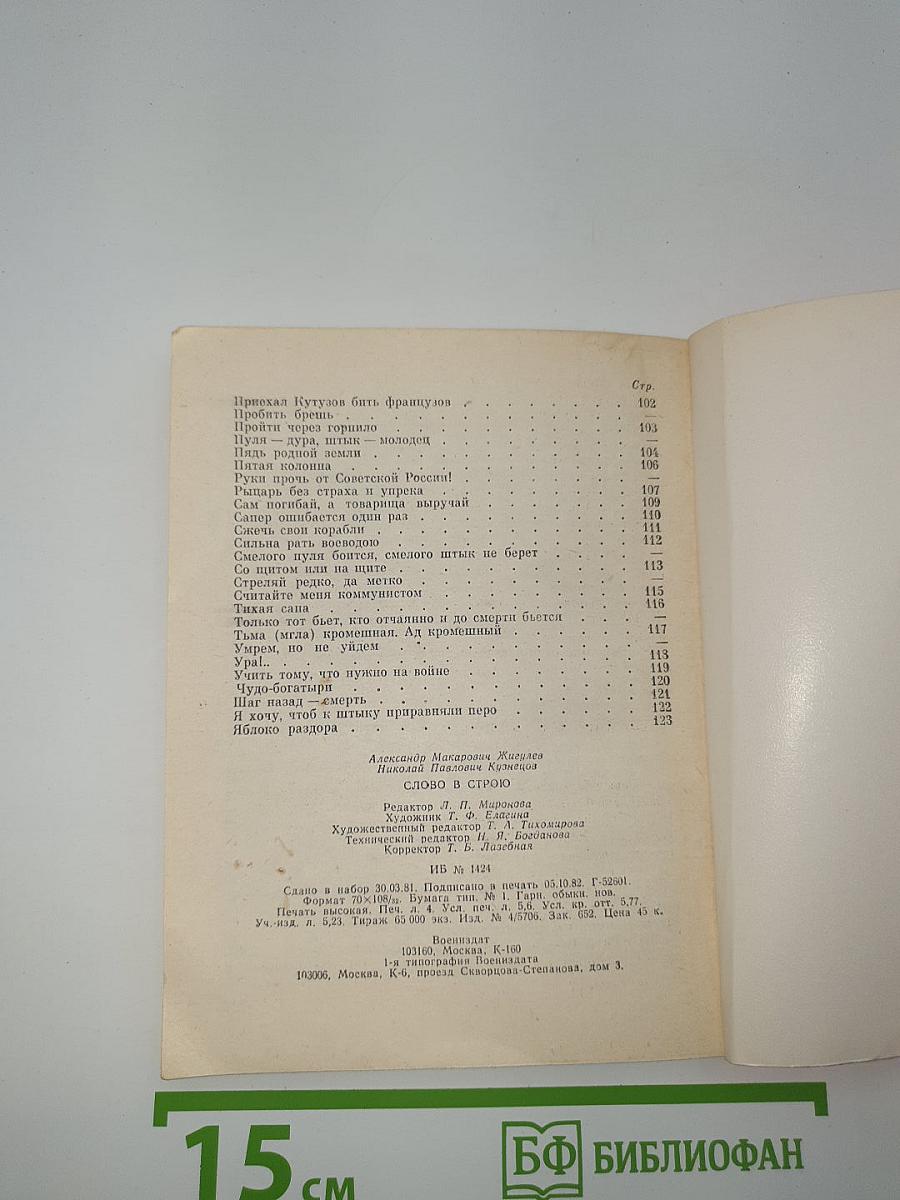 Стр.
Приехал Кутузов бить французов . . . . . . . 102
Пробить брешь . . . . . . . . . . . . —
Пройти через горнило . . . . . . . . . . 103
Пуля — дура, штык — молодец . . . . . . . . —
Пядь родной земли . . . . . . . . . . . 104
Пятая колонна . . . . . . . . . . . . 106
Руки прочь от Советской России! . . . . . . . —
Рыцарь без страха и упрека . . . . . . . . 107
Сам погибай, а товарища выручай . . . . . . 109
Сапер ошибается один раз . . . . . . . . . 110
Сжечь свои корабли . . . . . . . . . . . 111
Сильна рать воеводою . . . . . . . . . . 112
Смелого пуля боится, смелого штык не берет . . . . —
Со щитом или на щите . . . . . . . . . . 113
Стреляй редко, да метко . . . . . . . . . —
Считайте меня коммунистом . . . . . . . . 115
Тихая сапа . . . . . . . . . . . . . 116
Только тот бьет, кто отчаянно и до смерти бьется . . . —
Тьма (мгла) кромешная. Ад кромешный . . . . . 117
Умрем, но не уйдем . . . . . . . . . . —
Ура!.. . . . . . . . . . . . . . . 118
Учить тому, что нужно на войне . . . . . . . 119
Чудо-богатыри . . . . . . . . . . . . 120
Шаг назад — смерть . . . . . . . . . . . 121
Я хочу, чтоб к штыку приравняли перо . . . . . 122
Яблоко раздора . . . . . . . . . . . . 123
Александр Макарович Жигулев
Николай Павлович Кузнецов
СЛОВО В СТРОЮ
Редактор Л. П. Миронова
Художник Т. Ф. Елагина
Художественный редактор Т. А. Тихомирова
Технический редактор Н. Я. Богданова
Корректор Т. Б. Лазебная
ИБ № 1424
Сдано в набор 30.03.81. Подписано в печать 05.10.82. Г-52601.
Формат 70×108/32. Бумага тип. № 1. Гарн. обыкн. нов.
Печать высокая. Печ. л. 4. Усл. печ. л. 5,6. Усл. кр. отт. 5,77.
Уч.-изд. л. 5,23. Тираж 65 000 экз. Изд. № 4/5706. Зак. 652. Цена 45 к.
Воениздат
103160, Москва, К-160
1-я типография Воениздата
103006, Москва, К-6, проезд Скворцова-Степанова, дом 3.
15 см
БФ БИБЛИОФАН